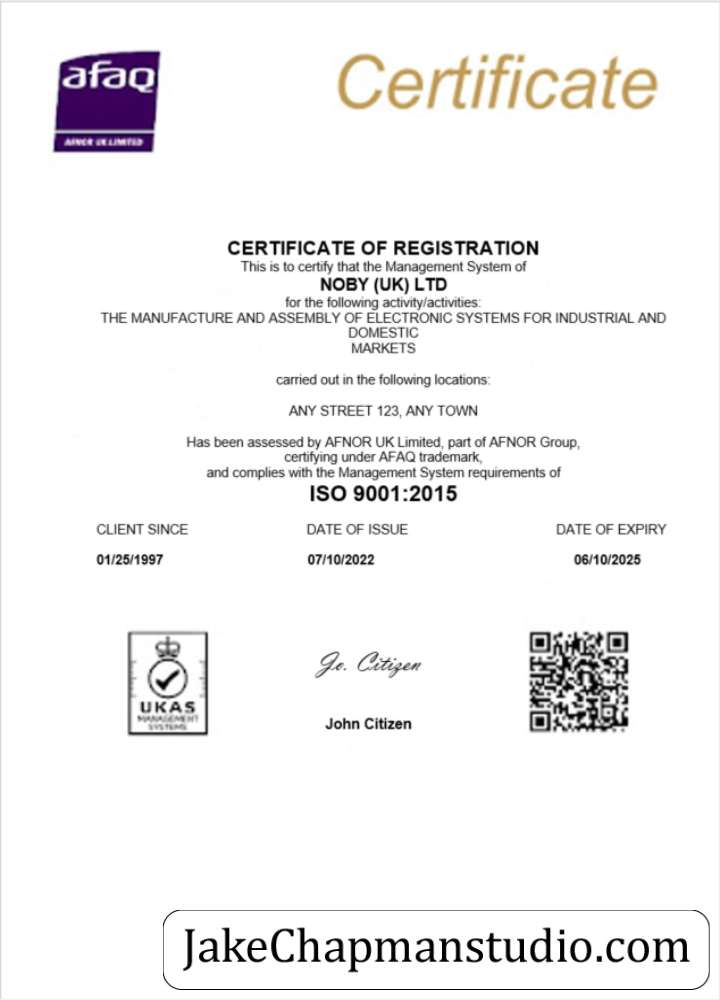 afaq
AFNOR UK LIMITED
Certificate
CERTIFICATE OF REGISTRATION
This is to certify that the Management System of
NOBY (UK) LTD
for the following activity/activities:
THE MANUFACTURE AND ASSEMBLY OF ELECTRONIC SYSTEMS FOR INDUSTRIAL AND
DOMESTIC
MARKETS
carried out in the following locations:
ANY STREET 123, ANY TOWN
Has been assessed by AFNOR UK Limited, part of AFNOR Group,
certifying under AFAQ trademark,
and complies with the Management System requirements of
ISO 9001:2015
CLIENT SINCE DATE OF ISSUE DATE OF EXPIRY
01/25/1997 07/10/2022 06/10/2025
UKAS
MANAGEMENT
SYSTEMS
Jo. Citizen
John Citizen
JakeChapmanstudio.com